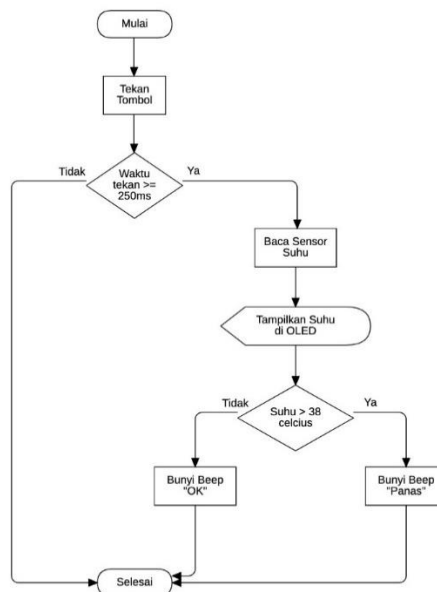 Mulai
Tekan
Tombol
Tidak
Waktu
tekan >=
250ms
Ya
Baca Sensor
Suhu
Tampilkan Suhu
di OLED
Tidak
Suhu > 38
celcius
Ya
Bunyi Beep
"OK"
Bunyi Beep
"Panas"
Selesai